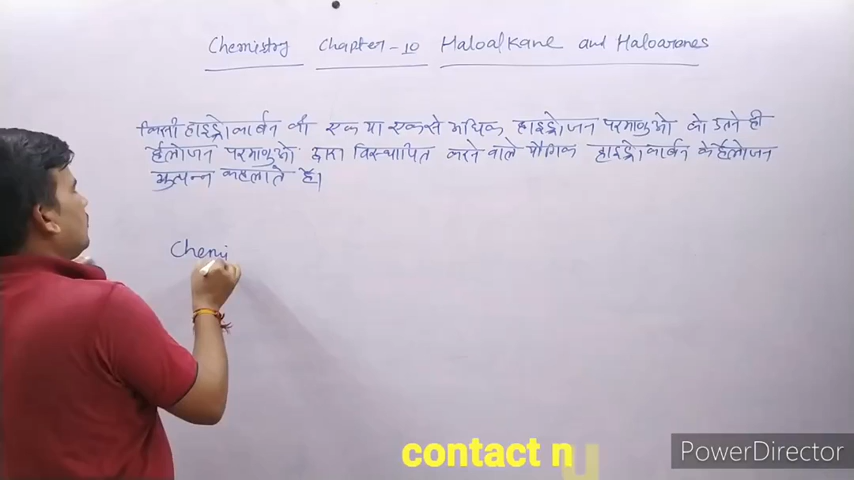 Chemistry Chapter-10 Haloalkane and Haloarenes
किसी हाइड्रोकार्बन की एक या एक से अधिक हाइड्रोजन परमाणुओं को उतने ही
हैलोजन परमाणुओं द्वारा विस्थापित करने वाले यौगिक हाइड्रोकार्बन के हैलोजन
व्युत्पन्न कहलाते हैं।
Chemi
contact n
PowerDirector